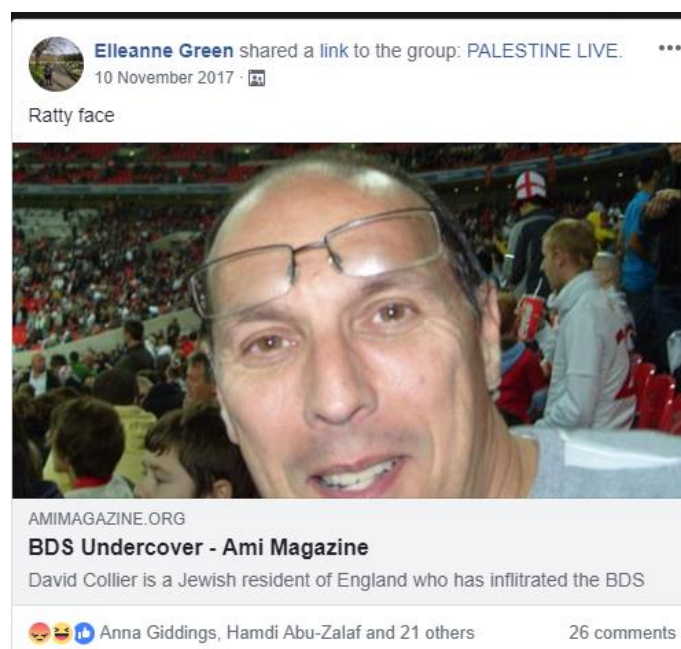 Elleanne Green shared a link to the group: PALESTINE LIVE.
10 November 2017 ·
Ratty face
AMIMAGAZINE.ORG
BDS Undercover - Ami Magazine
David Collier is a Jewish resident of England who has inflitrated the BDS
Anna Giddings, Hamdi Abu-Zalaf and 21 others 26 comments